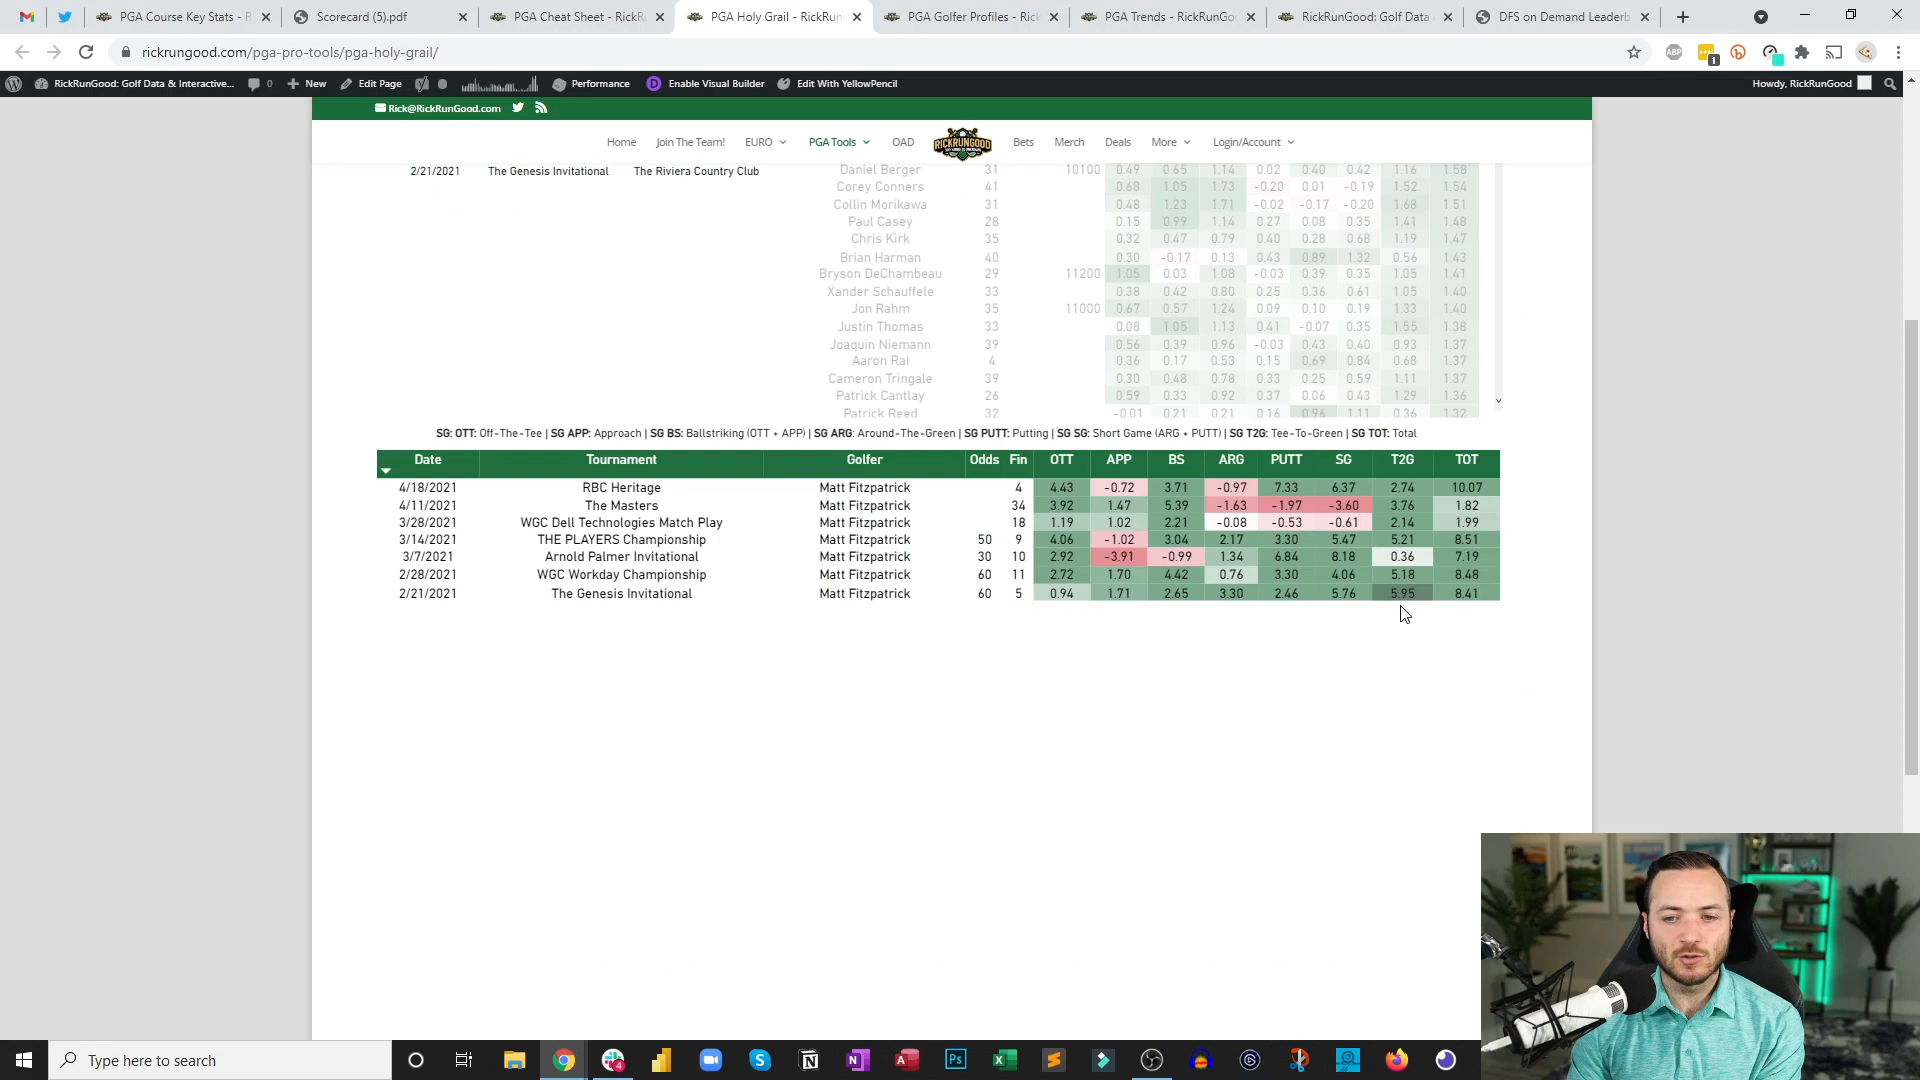 PGA Course Key Stats - R
Scorecard (5).pdf
PGA Cheat Sheet - RickR
PGA Holy Grail - RickRun
PGA Golfer Profiles - Ric
PGA Trends - RickRunGo
RickRunGood: Golf Data
DFS on Demand Leaderb
rickrungood.com/pga-pro-tools/pga-holy-grail/
ABP
1
RickRunGood: Golf Data & Interactive... 0 New Edit Page Performance Enable Visual Builder Edit With YellowPencil Howdy, RickRunGood
Rick@RickRunGood.com
Home Join The Team! EURO PGA Tools OAD RICKRUNGOOD Bets Merch Deals More Login/Account
2/21/2021 The Genesis Invitational The Riviera Country Club Daniel Berger 31 10100 0.49 0.65 1.14 0.02 0.40 0.42 1.16 1.58
Corey Conners 41 0.68 1.05 1.73 -0.20 0.01 -0.19 1.52 1.54
Collin Morikawa 31 0.48 1.23 1.71 -0.02 -0.17 -0.20 1.68 1.51
Paul Casey 28 0.15 0.99 1.14 0.27 0.08 0.35 1.41 1.48
Chris Kirk 35 0.32 0.47 0.79 0.40 0.28 0.68 1.19 1.47
Brian Harman 40 0.30 -0.17 0.13 0.43 0.89 1.32 0.56 1.43
Bryson DeChambeau 29 11200 1.05 0.03 1.08 -0.03 0.39 0.35 1.05 1.41
Xander Schauffele 33 0.38 0.42 0.80 0.25 0.36 0.61 1.05 1.40
Jon Rahm 35 11000 0.67 0.57 1.24 0.09 0.10 0.19 1.33 1.40
Justin Thomas 33 0.08 1.05 1.13 0.41 -0.07 0.35 1.55 1.38
Joaquin Niemann 39 0.56 0.39 0.96 -0.03 0.43 0.40 0.93 1.37
Aaron Rai 4 0.36 0.17 0.53 0.15 0.69 0.84 0.68 1.37
Cameron Tringale 39 0.30 0.48 0.78 0.33 0.25 0.59 1.11 1.37
Patrick Cantlay 26 0.59 0.33 0.92 0.37 0.06 0.43 1.29 1.36
Patrick Reed 32 -0.01 0.21 0.21 0.16 0.96 1.11 0.36 1.32
SG: OTT: Off-The-Tee | SG APP: Approach | SG BS: Ballstriking (OTT + APP) | SG ARG: Around-The-Green | SG PUTT: Putting | SG SG: Short Game (ARG + PUTT) | SG T2G: Tee-To-Green | SG TOT: Total
Date Tournament Golfer Odds Fin OTT APP BS ARG PUTT SG T2G TOT
4/18/2021 RBC Heritage Matt Fitzpatrick 4 4.43 -0.72 3.71 -0.97 7.33 6.37 2.74 10.07
4/11/2021 The Masters Matt Fitzpatrick 34 3.92 1.47 5.39 -1.63 -1.97 -3.60 3.76 1.82
3/28/2021 WGC Dell Technologies Match Play Matt Fitzpatrick 18 1.19 1.02 2.21 -0.08 -0.53 -0.61 2.14 1.99
3/14/2021 THE PLAYERS Championship Matt Fitzpatrick 50 9 4.06 -1.02 3.04 2.17 3.30 5.47 5.21 8.51
3/7/2021 Arnold Palmer Invitational Matt Fitzpatrick 30 10 2.92 -3.91 -0.99 1.34 6.84 8.18 0.36 7.19
2/28/2021 WGC Workday Championship Matt Fitzpatrick 60 11 2.72 1.70 4.42 0.76 3.30 4.06 5.18 8.48
2/21/2021 The Genesis Invitational Matt Fitzpatrick 60 5 0.94 1.71 2.65 3.30 2.46 5.76 5.95 8.41
Type here to search
4
Ps